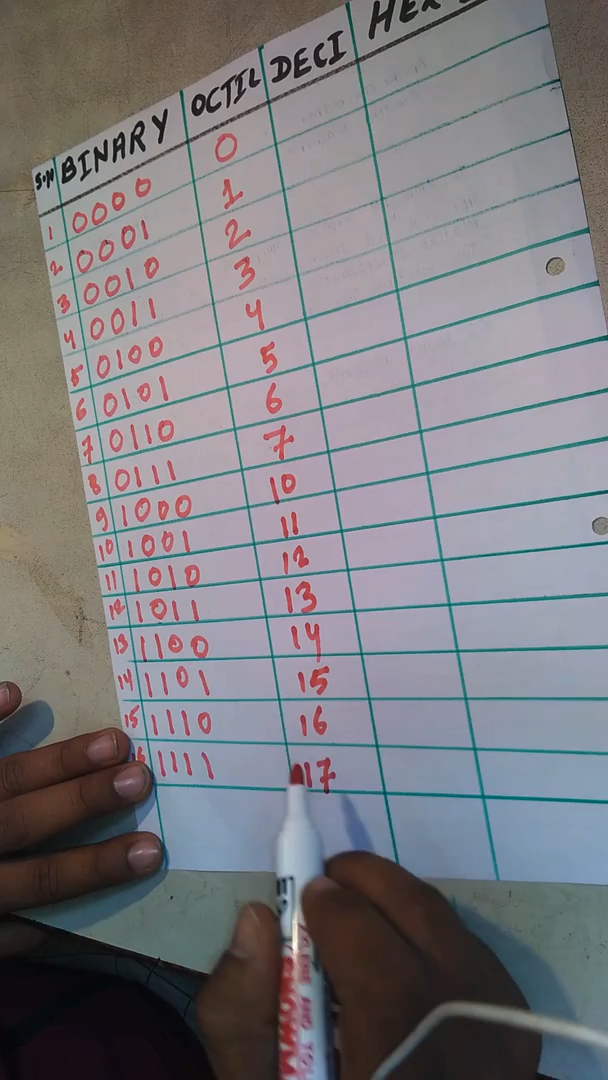 S.N BINARY OCTIL DECI HEX
1 0000 0
2 0001 1
3 0010 2
4 0011 3
5 0100 4
6 0101 5
7 0110 6
8 0111 7
9 1000 10
10 1001 11
11 1010 12
12 1011 13
13 1100 14
14 1101 15
15 1110 16
16 1111 17